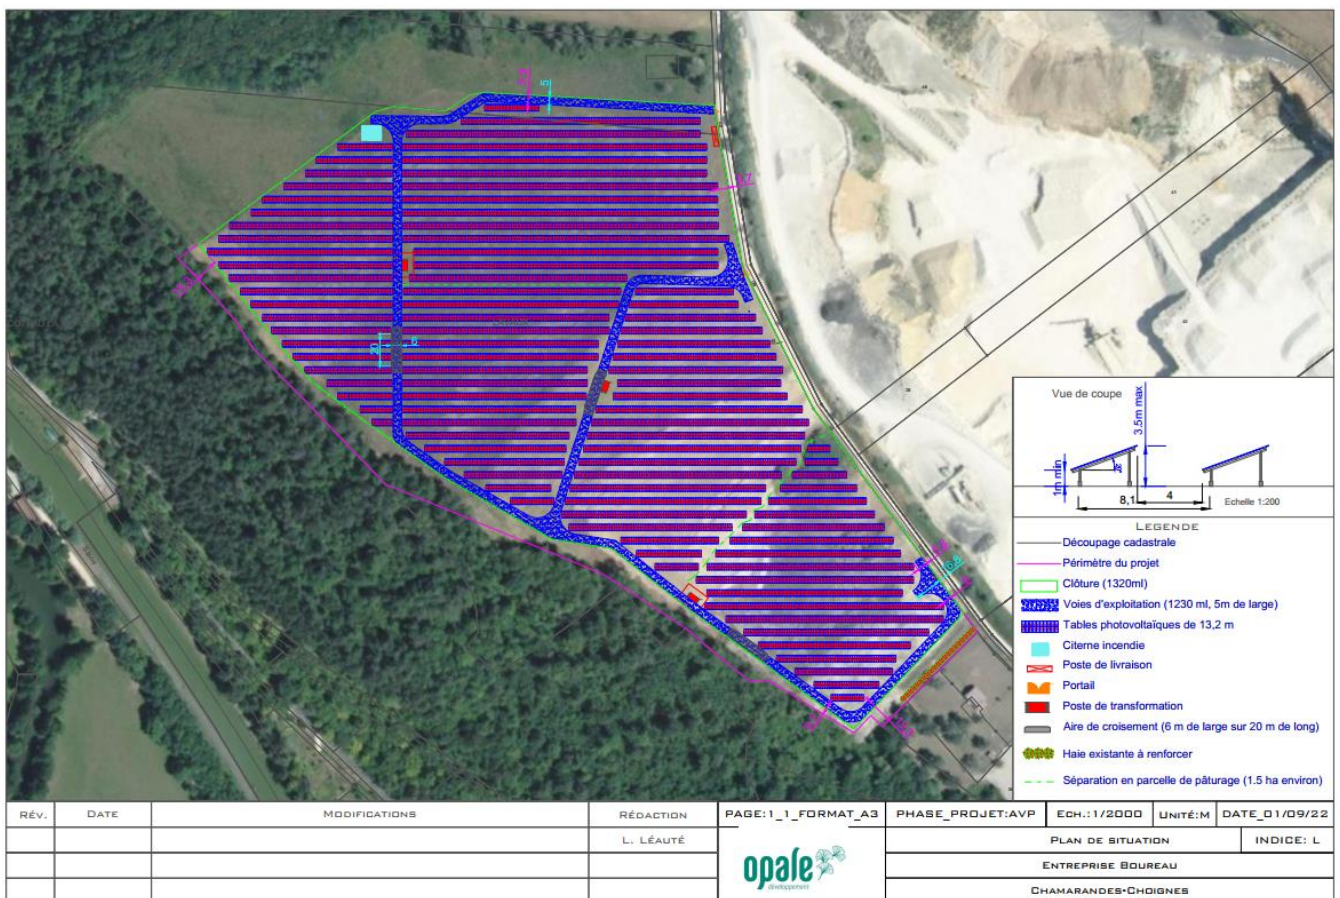 5
20
6
Vue de coupe
3.5m max
1m min
8,1
4
Echelle 1:200
LEGENDE
Découpage cadastrale
Périmètre du projet
Clôture (1320ml)
Voies d'exploitation (1230 ml, 5m de large)
Tables photovoltaïques de 13,2 m
Citerne incendie
Poste de livraison
Portail
Poste de transformation
Aire de croisement (6 m de large sur 20 m de long)
Haie existante à renforcer
Séparation en parcelle de pâturage (1.5 ha environ)
RÉV. DATE MODIFICATIONS RÉDACTION PAGE:1_1_FORMAT_A3 PHASE_PROJET:AVP ECH.:1/2000 UNITÉ:M DATE_01/09/22
L. LÉAUTÉ PLAN DE SITUATION INDICE: L
opale
développement
ENTREPRISE BOUREAU
CHAMARANDES-CHOIGNES